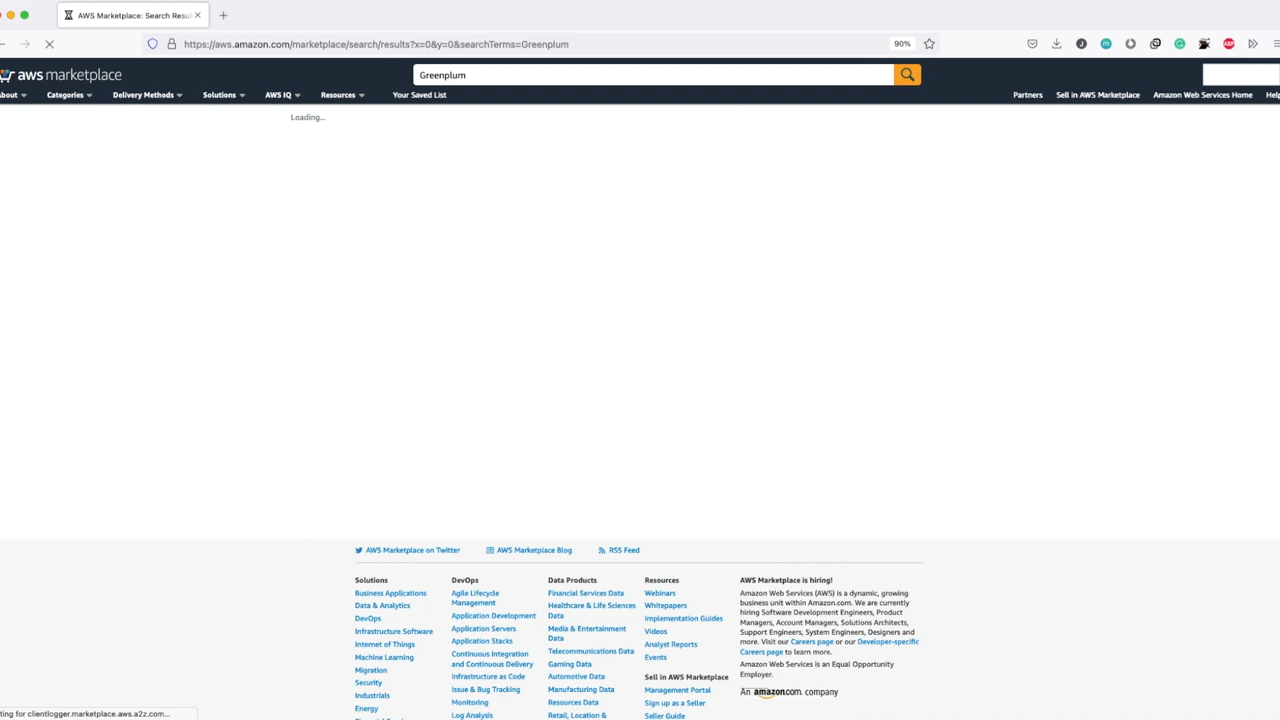 AWS Marketplace: Search Resul
https://aws.amazon.com/marketplace/search/results?x=0&y=0&searchTerms=Greenplum
90%
aws marketplace
Greenplum
About
Categories
Delivery Methods
Solutions
AWS IQ
Resources
Your Saved List
Partners
Sell in AWS Marketplace
Amazon Web Services Home
Help
Loading...
AWS Marketplace on Twitter
AWS Marketplace Blog
RSS Feed
Solutions
Business Applications
Data & Analytics
DevOps
Infrastructure Software
Internet of Things
Machine Learning
Migration
Security
Industrials
Energy
DevOps
Agile Lifecycle
Management
Application Development
Application Servers
Application Stacks
Continuous Integration
and Continuous Delivery
Infrastructure as Code
Issue & Bug Tracking
Monitoring
Log Analysis
Data Products
Financial Services Data
Healthcare & Life Sciences
Data
Media & Entertainment
Data
Telecommunications Data
Gaming Data
Automotive Data
Manufacturing Data
Resources Data
Retail, Location &
Resources
Webinars
Whitepapers
Implementation Guides
Videos
Analyst Reports
Events
Sell in AWS Marketplace
Management Portal
Sign up as a Seller
Seller Guide
AWS Marketplace is hiring!
Amazon Web Services (AWS) is a dynamic, growing
business unit within Amazon.com. We are currently
hiring Software Development Engineers, Product
Managers, Account Managers, Solutions Architects,
Support Engineers, System Engineers, Designers and
more. Visit our Careers page or our Developer-specific
Careers page to learn more.
Amazon Web Services is an Equal Opportunity
Employer.
An amazon.com company
ting for clientlogger.marketplace.aws.a2z.com...